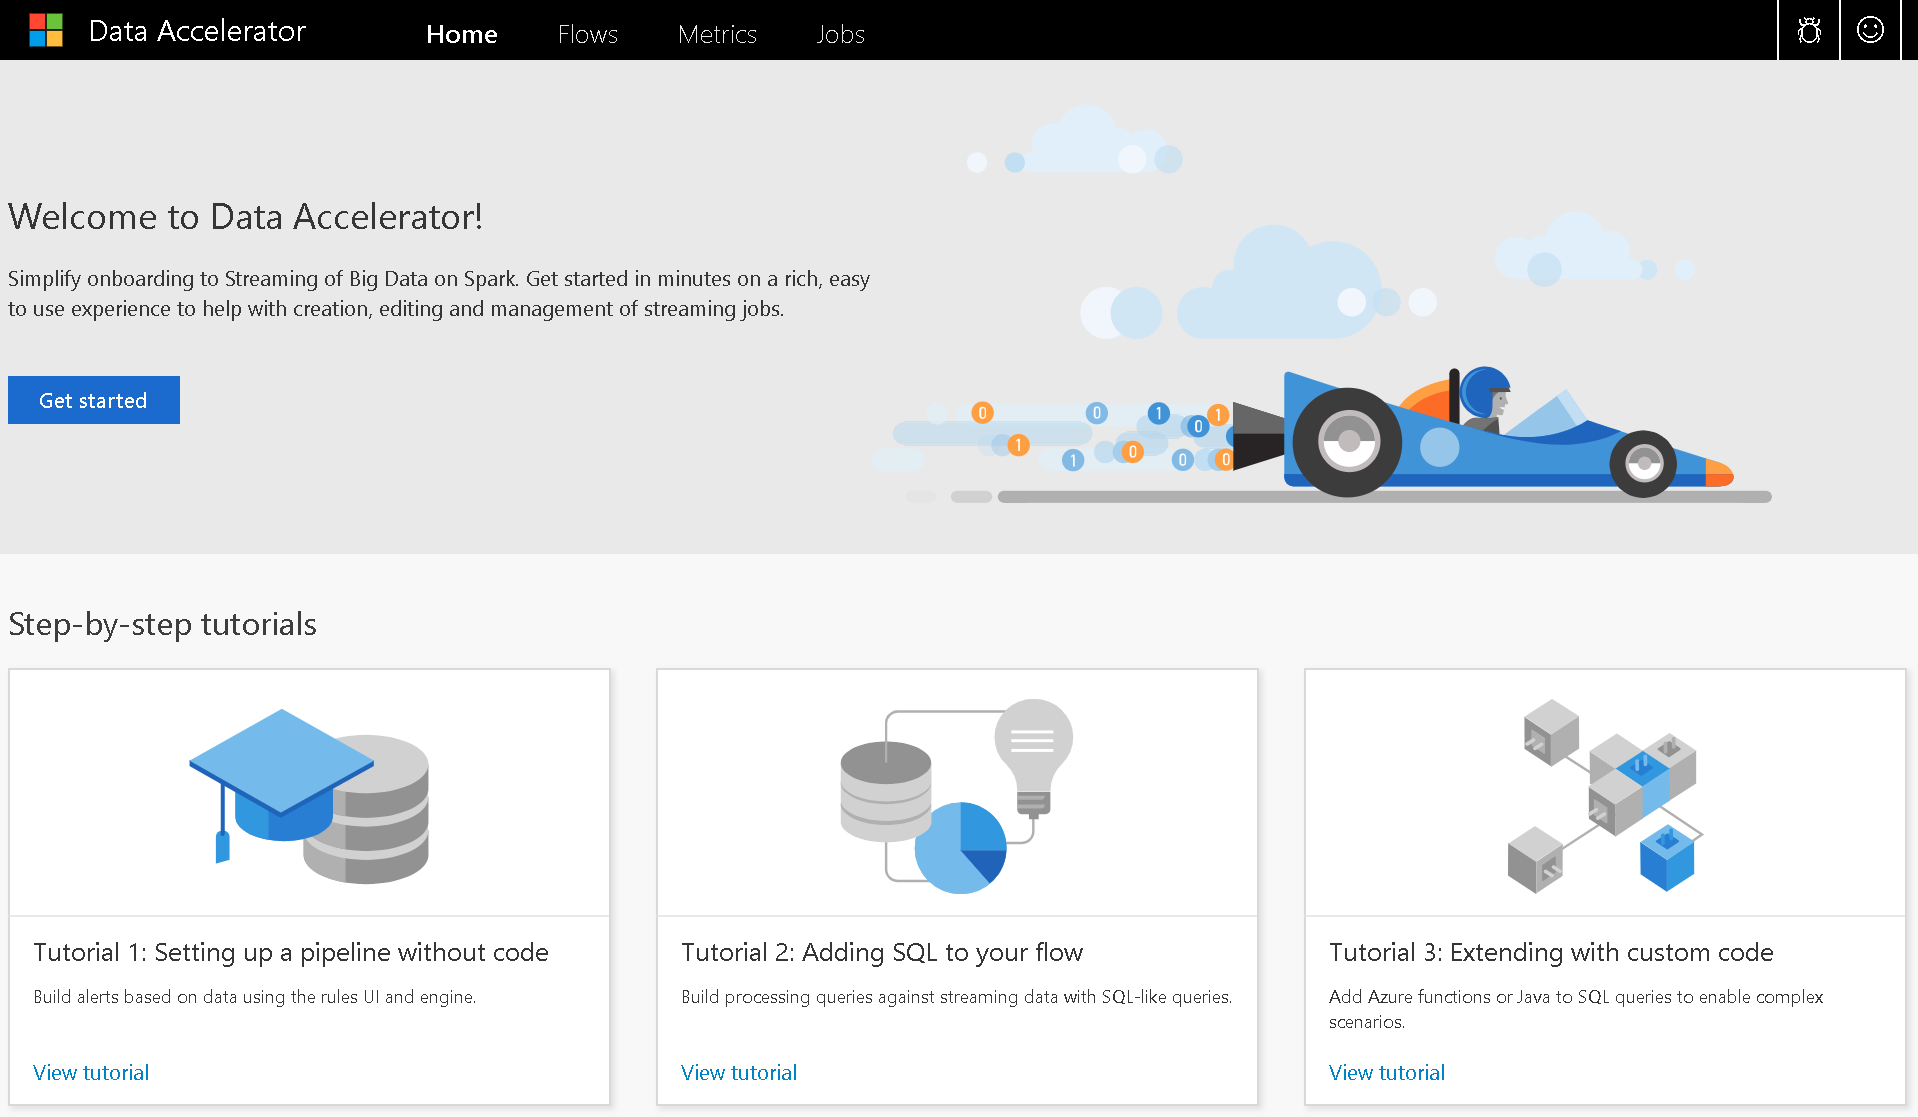 Data Accelerator
Home
Flows
Metrics
Jobs
Welcome to Data Accelerator!
Simplify onboarding to Streaming of Big Data on Spark. Get started in minutes on a rich, easy
to use experience to help with creation, editing and management of streaming jobs.
Get started
0 0 1 1
0
1 0
1 0 0
Step-by-step tutorials
Tutorial 1: Setting up a pipeline without code
Build alerts based on data using the rules UI and engine.
View tutorial
Tutorial 2: Adding SQL to your flow
Build processing queries against streaming data with SQL-like queries.
View tutorial
Tutorial 3: Extending with custom code
Add Azure functions or Java to SQL queries to enable complex
scenarios.
View tutorial